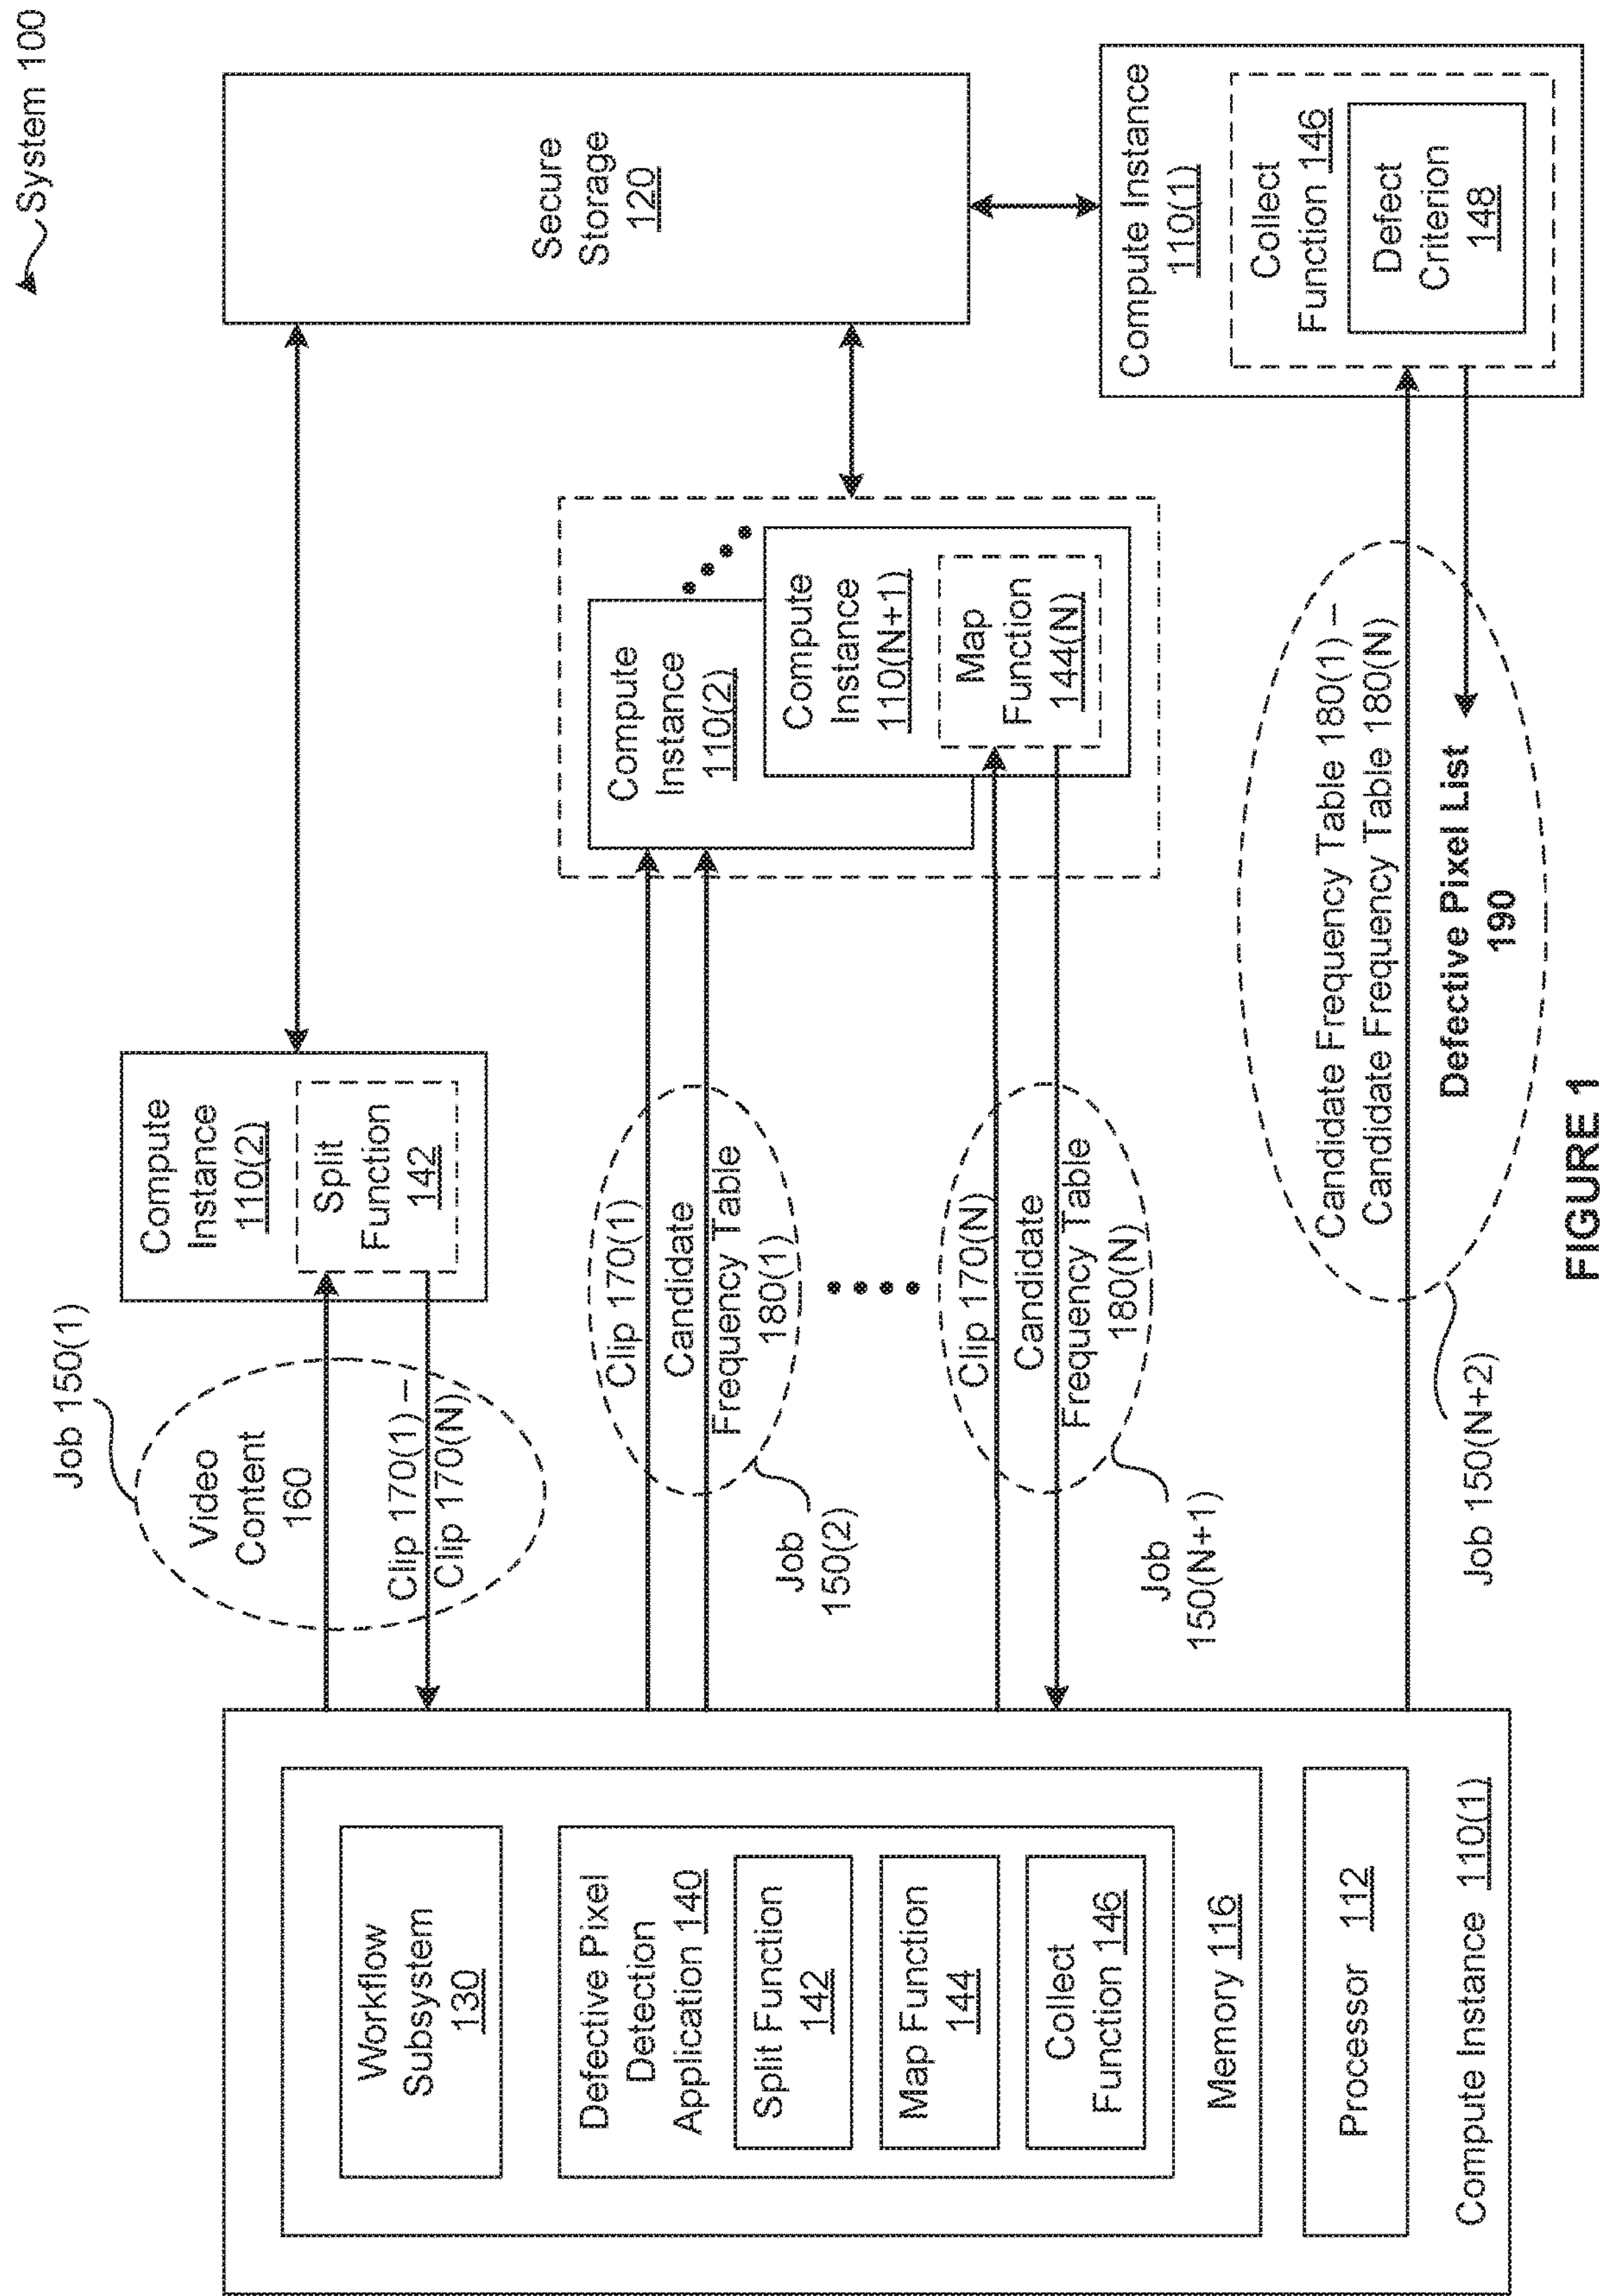 System 100
Secure
Storage
120
Compute
Instance
110(2)
Split
Function
142
Job 150(1)
Video
Content
160
Clip 170(1) –
Clip 170(N)
Workflow
Subsystem
130
Defective Pixel
Detection
Application 140
Split Function
142
Map Function
144
Collect
Function 146
Memory 116
Processor 112
Compute Instance 110(1)
Clip 170(1)
Candidate
Frequency Table
180(1)
Job
150(2)
Compute
Instance
110(2)
Compute
Instance
110(N+1)
Map
Function
144(N)
Clip 170(N)
Candidate
Frequency Table
180(N)
Job
150(N+1)
Compute Instance
110(1)
Collect
Function 146
Defect
Criterion
148
Candidate Frequency Table 180(1) –
Candidate Frequency Table 180(N)
Defective Pixel List
190
Job 150(N+2)
FIGURE 1